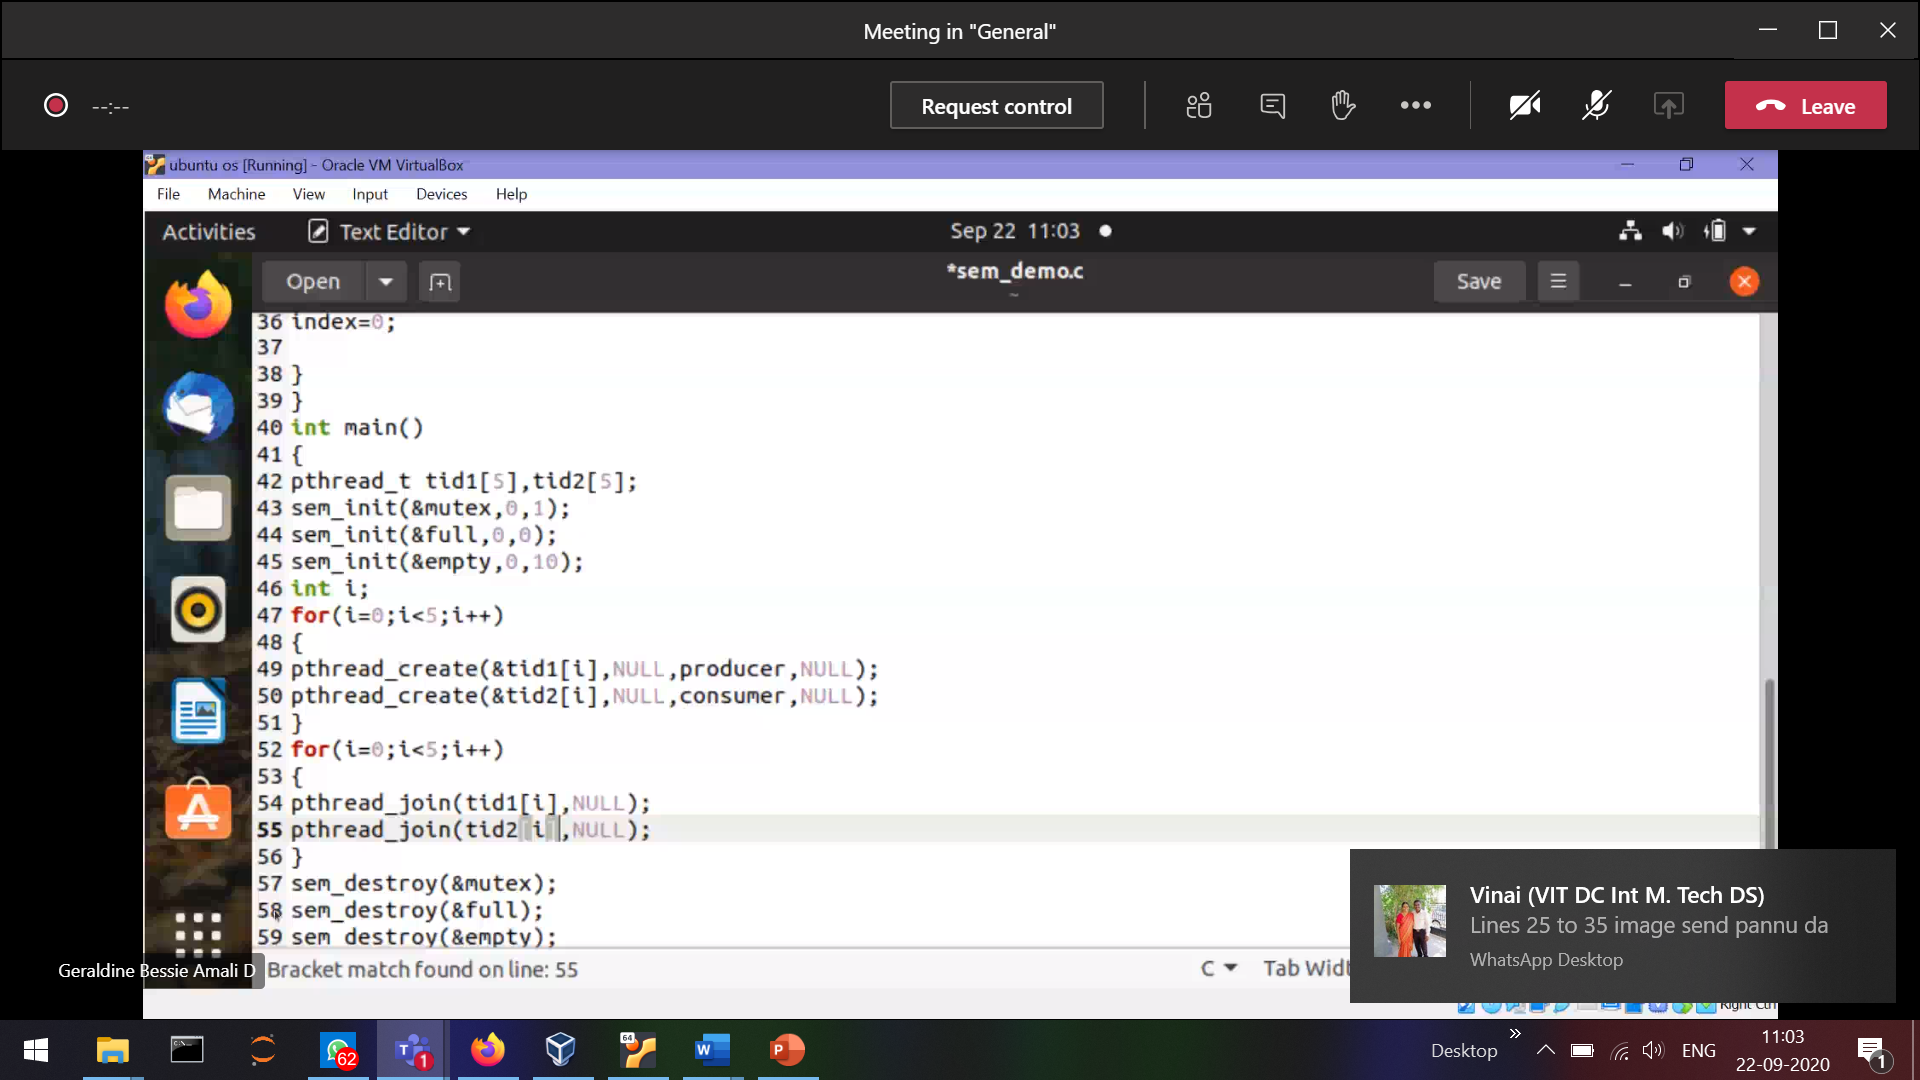 Meeting in "General"
--:--
Request control
Leave
ubuntu os [Running] - Oracle VM VirtualBox
File Machine View Input Devices Help
Activities Text Editor Sep 22 11:03
Open *sem_demo.c Save
36 index=0;
37
38 }
39 }
40 int main()
41 {
42 pthread_t tid1[5],tid2[5];
43 sem_init(&mutex,0,1);
44 sem_init(&full,0,0);
45 sem_init(&empty,0,10);
46 int i;
47 for(i=0;i<5;i++)
48 {
49 pthread_create(&tid1[i],NULL,producer,NULL);
50 pthread_create(&tid2[i],NULL,consumer,NULL);
51 }
52 for(i=0;i<5;i++)
53 {
54 pthread_join(tid1[i],NULL);
55 pthread_join(tid2[i],NULL);
56 }
57 sem_destroy(&mutex);
58 sem_destroy(&full);
59 sem_destroy(&empty);
Vinai (VIT DC Int M. Tech DS)
Lines 25 to 35 image send pannu da
WhatsApp Desktop
Geraldine Bessie Amali D
Bracket match found on line: 55 C Tab Widt
Right Ctrl
64
62
1
Desktop ENG
11:03
22-09-2020
1